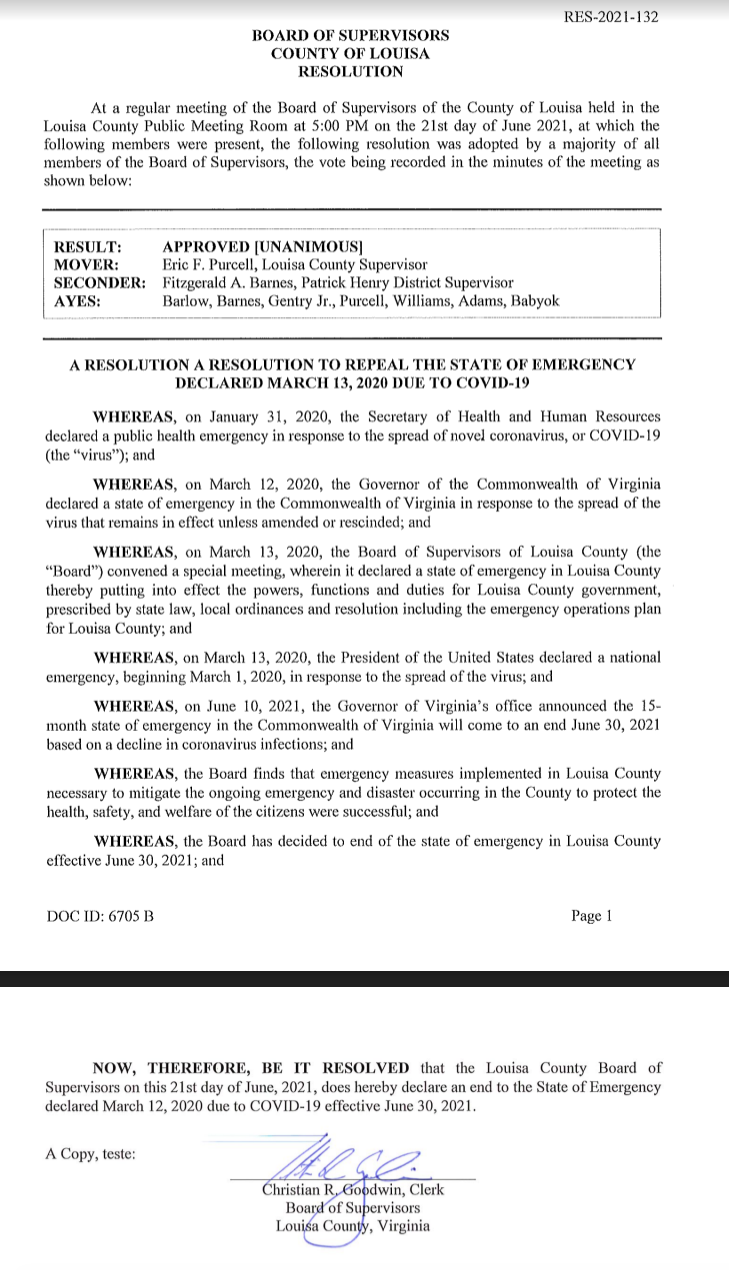 RES-2021-132
BOARD OF SUPERVISORS
COUNTY OF LOUISA
RESOLUTION
At a regular meeting of the Board of Supervisors of the County of Louisa held in the
Louisa County Public Meeting Room at 5:00 PM on the 21st day of June 2021, at which the
following members were present, the following resolution was adopted by a majority of all
members of the Board of Supervisors, the vote being recorded in the minutes of the meeting as
shown below:
RESULT: APPROVED [UNANIMOUS]
MOVER: Eric F. Purcell, Louisa County Supervisor
SECONDER: Fitzgerald A. Barnes, Patrick Henry District Supervisor
AYES: Barlow, Barnes, Gentry Jr., Purcell, Williams, Adams, Babyok
A RESOLUTION A RESOLUTION TO REPEAL THE STATE OF EMERGENCY
DECLARED MARCH 13, 2020 DUE TO COVID-19
WHEREAS, on January 31, 2020, the Secretary of Health and Human Resources
declared a public health emergency in response to the spread of novel coronavirus, or COVID-19
(the “virus”); and
WHEREAS, on March 12, 2020, the Governor of the Commonwealth of Virginia
declared a state of emergency in the Commonwealth of Virginia in response to the spread of the
virus that remains in effect unless amended or rescinded; and
WHEREAS, on March 13, 2020, the Board of Supervisors of Louisa County (the
“Board”) convened a special meeting, wherein it declared a state of emergency in Louisa County
thereby putting into effect the powers, functions and duties for Louisa County government,
prescribed by state law, local ordinances and resolution including the emergency operations plan
for Louisa County; and
WHEREAS, on March 13, 2020, the President of the United States declared a national
emergency, beginning March 1, 2020, in response to the spread of the virus; and
WHEREAS, on June 10, 2021, the Governor of Virginia’s office announced the 15-
month state of emergency in the Commonwealth of Virginia will come to an end June 30, 2021
based on a decline in coronavirus infections; and
WHEREAS, the Board finds that emergency measures implemented in Louisa County
necessary to mitigate the ongoing emergency and disaster occurring in the County to protect the
health, safety, and welfare of the citizens were successful; and
WHEREAS, the Board has decided to end of the state of emergency in Louisa County
effective June 30, 2021; and
DOC ID: 6705 B Page 1
NOW, THEREFORE, BE IT RESOLVED that the Louisa County Board of
Supervisors on this 21st day of June, 2021, does hereby declare an end to the State of Emergency
declared March 12, 2020 due to COVID-19 effective June 30, 2021.
A Copy, teste:
Christian R. Goodwin, Clerk
Board of Supervisors
Louisa County, Virginia